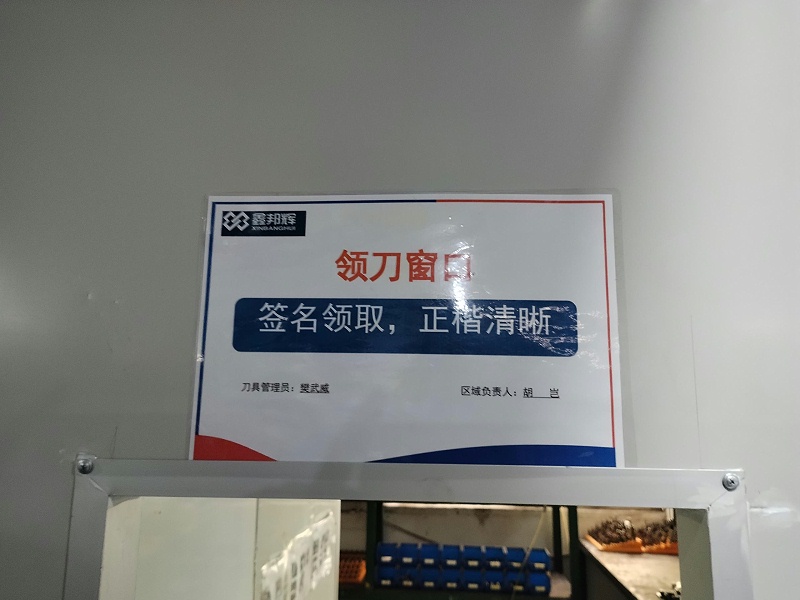 鑫邦辉
XINBANGHUI
领刀窗口
签名领取，正楷清晰
刀具管理员：樊武威
区域负责人：胡 岂